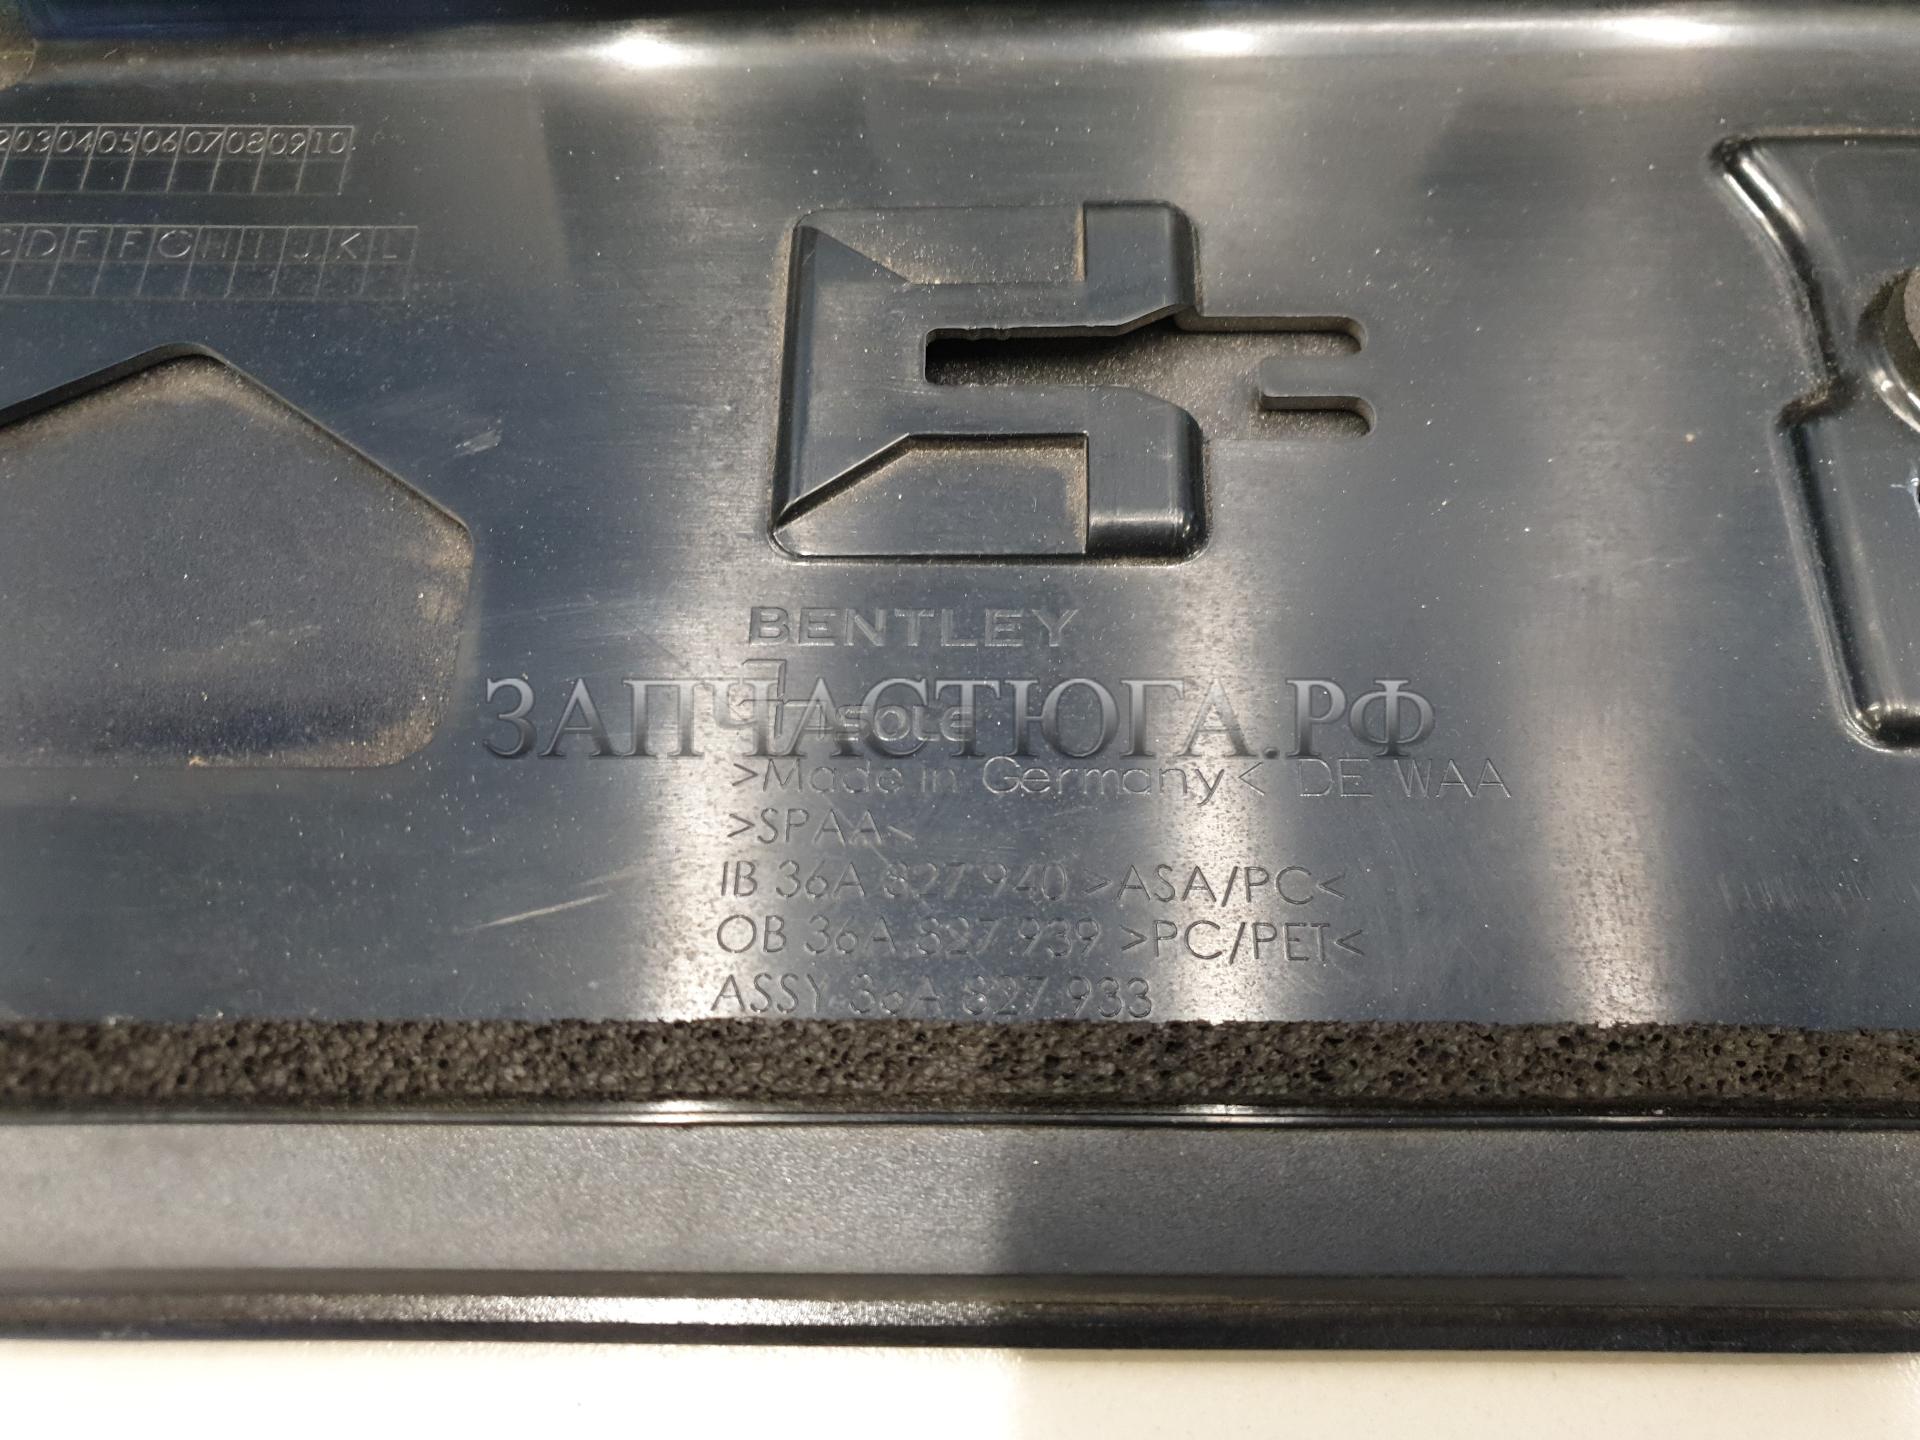 03 04 05 06 07 08 09 10
D E F G H I J K L
BENTLEY
ЗАПЧАСТЮГА.РФ
>Made in Germany< DE WAA
>SPAA<
IB 36A 827 940 >ASA/PC<
OB 36A 827 939 >PC/PET<
ASSY 36A 827 933